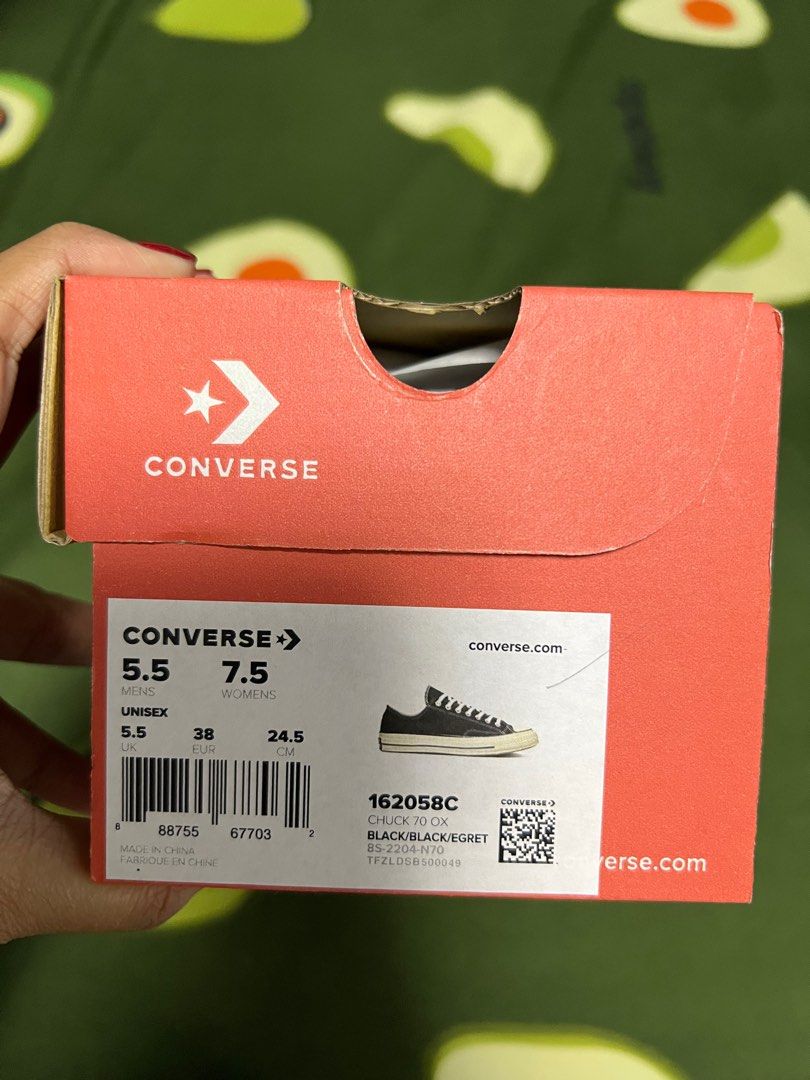 CONVERSE
CONVERSE
converse.com
5.5 7.5
MENS WOMENS
UNISEX
5.5 38 24.5
UK EUR CM
8 88755 67703 2
MADE IN CHINA
FABRIQUE EN CHINE
162058C
CHUCK 70 OX
BLACK/BLACK/EGRET
8S-2204-N70
TFZLDSB500049
CONVERSE
onverse.com